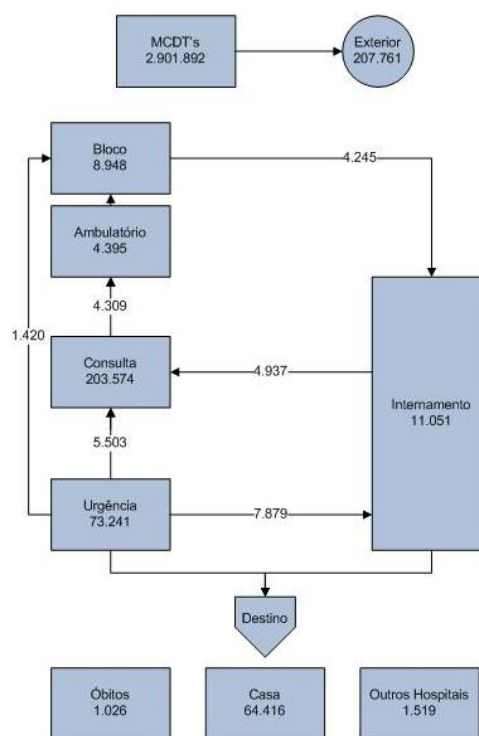 MCDT's
2.901.892
Exterior
207.761
Bloco
8.948
4.245
Ambulatório
4.395
4.309
1.420
Consulta
203.574
4.937
Internamento
11.051
5.503
Urgência
73.241
7.879
Destino
Óbitos
1.026
Casa
64.416
Outros Hospitais
1.519